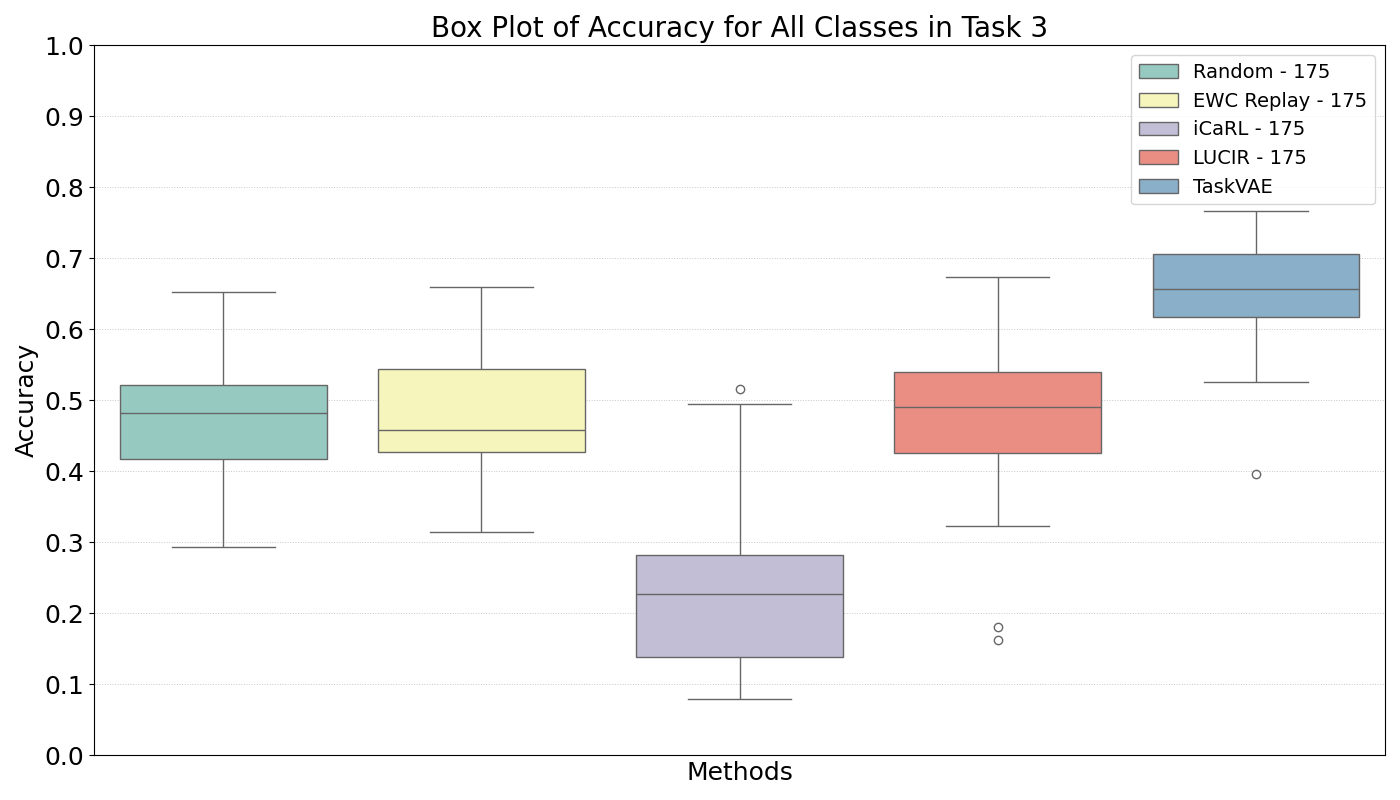 Box Plot of Accuracy for All Classes in Task 3
1.0
0.9
0.8
0.7
0.6
0.5
0.4
0.3
0.2
0.1
0.0
Accuracy
Methods
Random - 175
EWC Replay - 175
iCaRL - 175
LUCIR - 175
TaskVAE